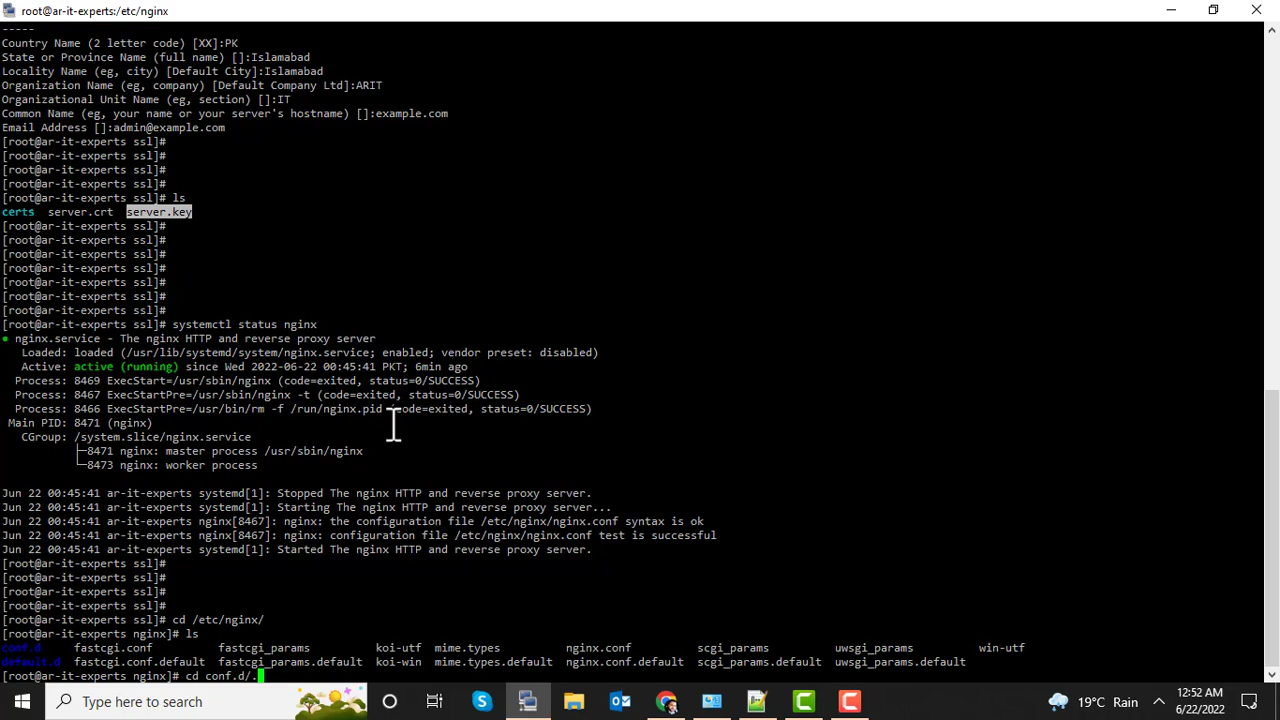 root@ar-it-experts:/etc/nginx
-----
Country Name (2 letter code) [XX]:PK
State or Province Name (full name) []:Islamabad
Locality Name (eg, city) [Default City]:Islamabad
Organization Name (eg, company) [Default Company Ltd]:ARIT
Organizational Unit Name (eg, section) []:IT
Common Name (eg, your name or your server's hostname) []:example.com
Email Address []:admin@example.com
[root@ar-it-experts ssl]#
[root@ar-it-experts ssl]#
[root@ar-it-experts ssl]#
[root@ar-it-experts ssl]#
[root@ar-it-experts ssl]# ls
certs  server.crt  server.key
[root@ar-it-experts ssl]#
[root@ar-it-experts ssl]#
[root@ar-it-experts ssl]#
[root@ar-it-experts ssl]#
[root@ar-it-experts ssl]#
[root@ar-it-experts ssl]#
[root@ar-it-experts ssl]#
[root@ar-it-experts ssl]# systemctl status nginx
● nginx.service - The nginx HTTP and reverse proxy server
   Loaded: loaded (/usr/lib/systemd/system/nginx.service; enabled; vendor preset: disabled)
   Active: active (running) since Wed 2022-06-22 00:45:41 PKT; 6min ago
  Process: 8469 ExecStart=/usr/sbin/nginx (code=exited, status=0/SUCCESS)
  Process: 8467 ExecStartPre=/usr/sbin/nginx -t (code=exited, status=0/SUCCESS)
  Process: 8466 ExecStartPre=/usr/bin/rm -f /run/nginx.pid (code=exited, status=0/SUCCESS)
 Main PID: 8471 (nginx)
   CGroup: /system.slice/nginx.service
           ├─8471 nginx: master process /usr/sbin/nginx
           └─8473 nginx: worker process
Jun 22 00:45:41 ar-it-experts systemd[1]: Stopped The nginx HTTP and reverse proxy server.
Jun 22 00:45:41 ar-it-experts systemd[1]: Starting The nginx HTTP and reverse proxy server...
Jun 22 00:45:41 ar-it-experts nginx[8467]: nginx: the configuration file /etc/nginx/nginx.conf syntax is ok
Jun 22 00:45:41 ar-it-experts nginx[8467]: nginx: configuration file /etc/nginx/nginx.conf test is successful
Jun 22 00:45:41 ar-it-experts systemd[1]: Started The nginx HTTP and reverse proxy server.
[root@ar-it-experts ssl]#
[root@ar-it-experts ssl]#
[root@ar-it-experts ssl]#
[root@ar-it-experts ssl]#
[root@ar-it-experts ssl]# cd /etc/nginx/
[root@ar-it-experts nginx]# ls
conf.d     fastcgi.conf          fastcgi_params          koi-utf  mime.types          nginx.conf          scgi_params          uwsgi_params          win-utf
default.d  fastcgi.conf.default  fastcgi_params.default  koi-win  mime.types.default  nginx.conf.default  scgi_params.default  uwsgi_params.default
[root@ar-it-experts nginx]# cd conf.d/.
Type here to search
19°C Rain
12:52 AM
6/22/2022